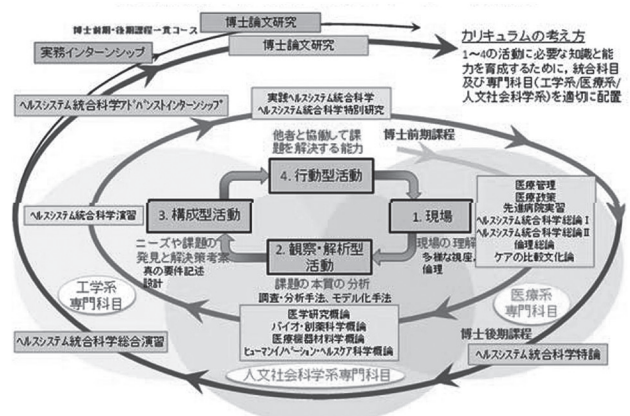 博士前期・後期課程一貫コース
博士論文研究
実務インターンシップ
博士論文研究
カリキュラムの考え方
1~4の活動に必要な知識と能
力を育成するために，統合科目
及び専門科目(工学系/医療系/
人文社会科学系)を適切に配置
ヘルスシステム統合科学アドバンストインターンシップ
実践ヘルスシステム統合科学
ヘルスシステム統合科学特別研究
他者と協働して課
題を解決する能力
博士前期課程
4. 行動型活動
医療管理
医療政策
先進病院実習
ヘルスシステム統合科学総論Ⅰ
ヘルスシステム統合科学総論Ⅱ
倫理総論
ケアの比較文化論
ヘルスシステム統合科学演習
3. 構成型活動
1. 現場
ニーズや課題の
発見と解決策考案
真の要件記述
設計
2. 観察・解析型
活動
現場の理解
多様な視座，
倫理
課題の本質の分析
調査・分析手法、モデル化手法
工学系
専門科目
医療系
専門科目
医学研究概論
バイオ・創薬科学概論
医療機器材料学概論
ヒューマンイノベーション・ヘルスケア科学概論
博士後期課程
ヘルスシステム統合科学総合演習
ヘルスシステム統合科学特論
人文社会科学系専門科目